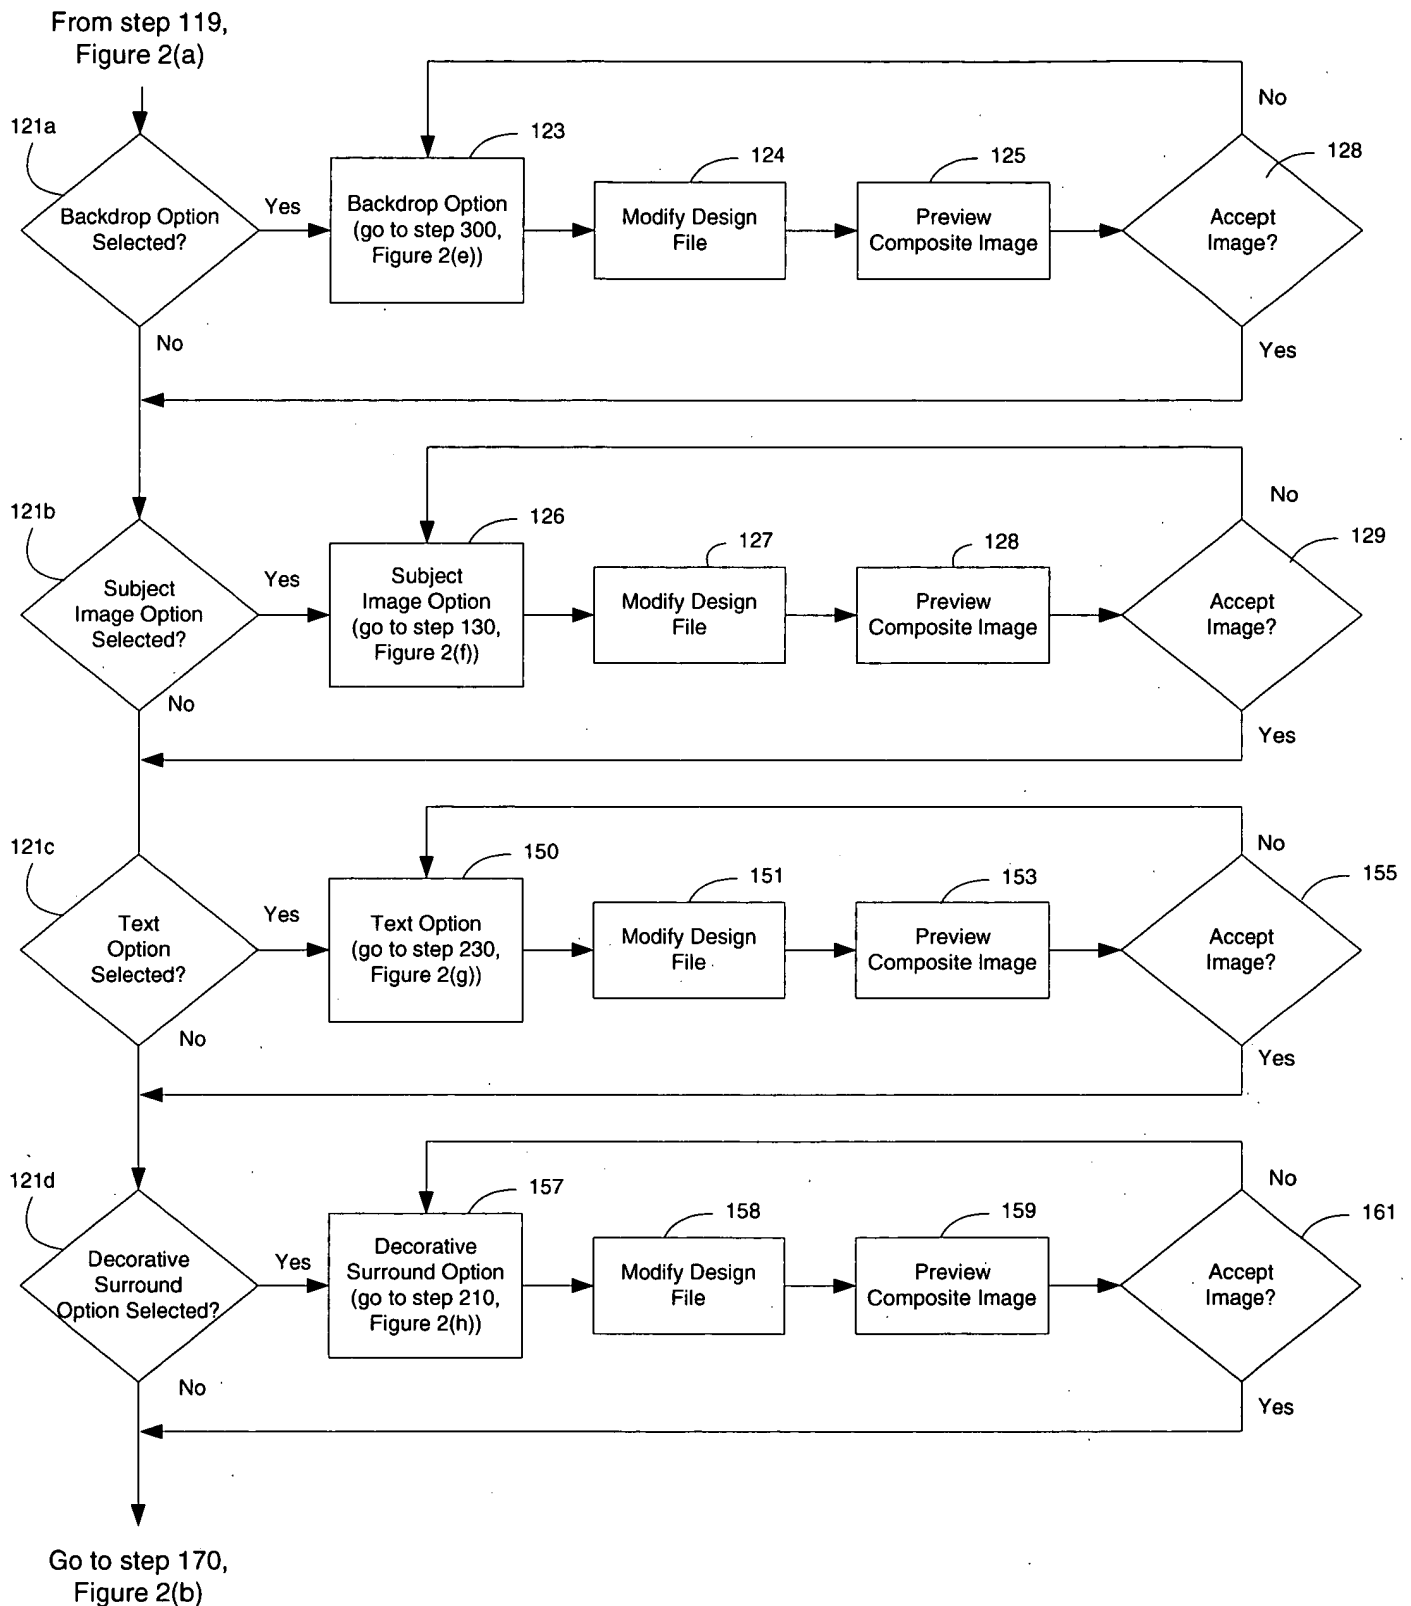 From step 119,
Figure 2(a)
121a
Backdrop Option
Selected?
Yes
No
123
Backdrop Option
(go to step 300,
Figure 2(e))
124
Modify Design
File
125
Preview
Composite Image
128
Accept
Image?
No
Yes
121b
Subject
Image Option
Selected?
Yes
No
126
Subject
Image Option
(go to step 130,
Figure 2(f))
127
Modify Design
File
128
Preview
Composite Image
129
Accept
Image?
No
Yes
121c
Text
Option
Selected?
Yes
No
150
Text Option
(go to step 230,
Figure 2(g))
151
Modify Design
File
153
Preview
Composite Image
155
Accept
Image?
No
Yes
121d
Decorative
Surround
Option Selected?
Yes
No
157
Decorative
Surround Option
(go to step 210,
Figure 2(h))
158
Modify Design
File
159
Preview
Composite Image
161
Accept
Image?
No
Yes
Go to step 170,
Figure 2(b)